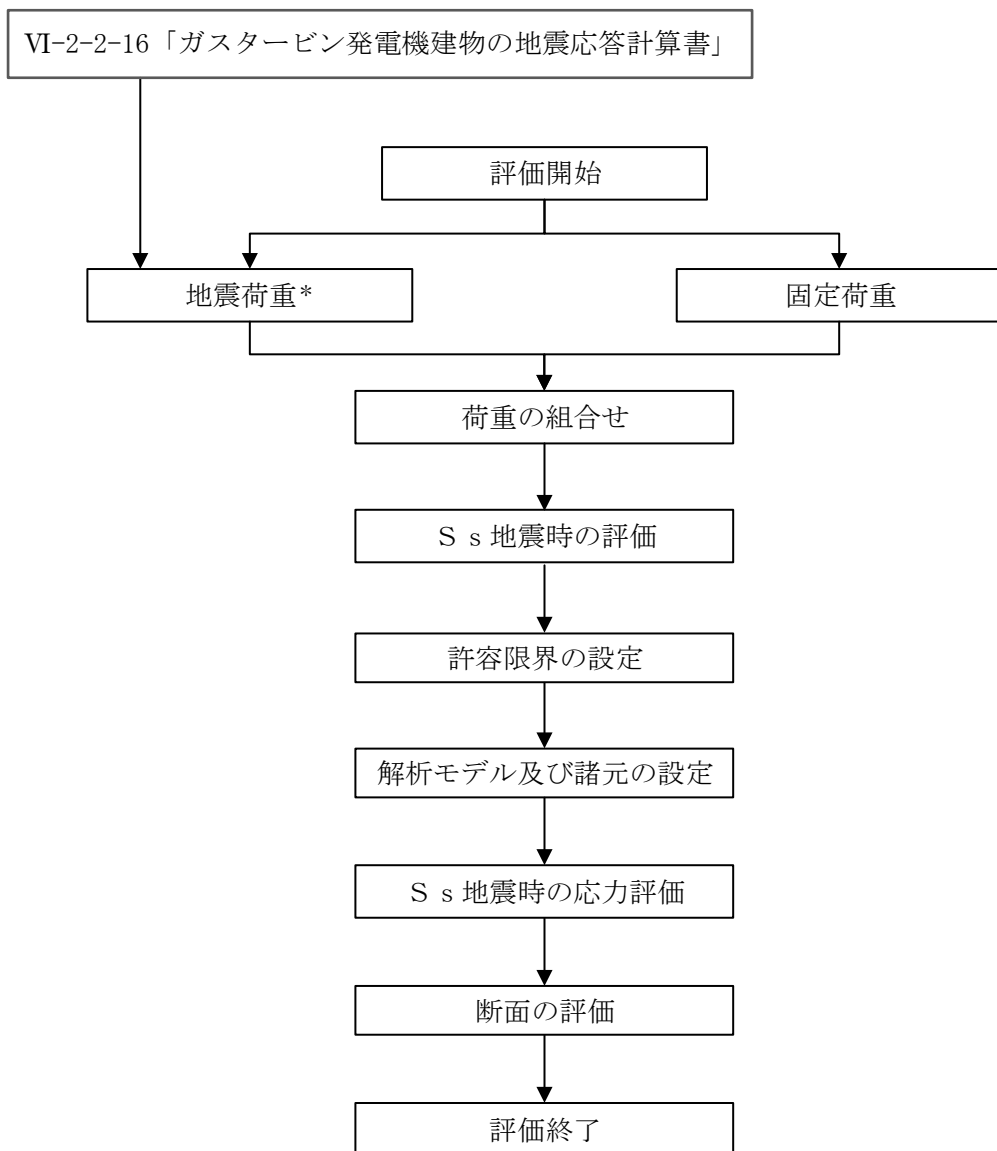 Ⅵ-2-2-16「ガスタービン発電機建物の地震応答計算書」
評価開始
地震荷重*
固定荷重
荷重の組合せ
Ｓｓ地震時の評価
許容限界の設定
解析モデル及び諸元の設定
Ｓｓ地震時の応力評価
断面の評価
評価終了